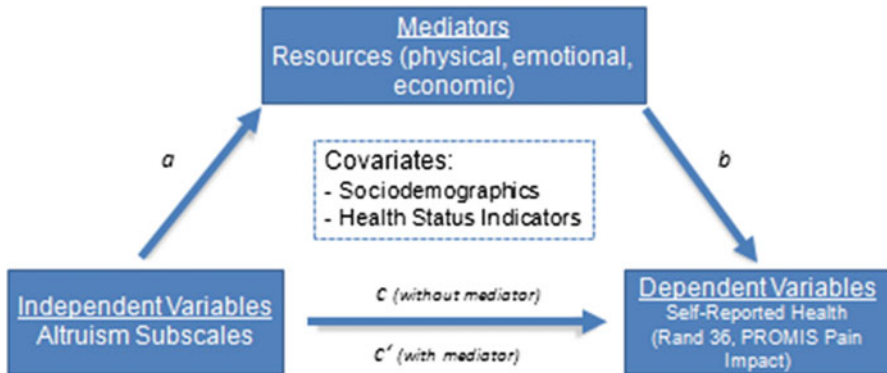 Mediators
Resources (physical, emotional,
economic)
a
b
Covariates:
- Sociodemographics
- Health Status Indicators
Independent Variables
Altruism Subscales
C (without mediator)
C' (with mediator)
Dependent Variables
Self-Reported Health
(Rand 36, PROMIS Pain
Impact)